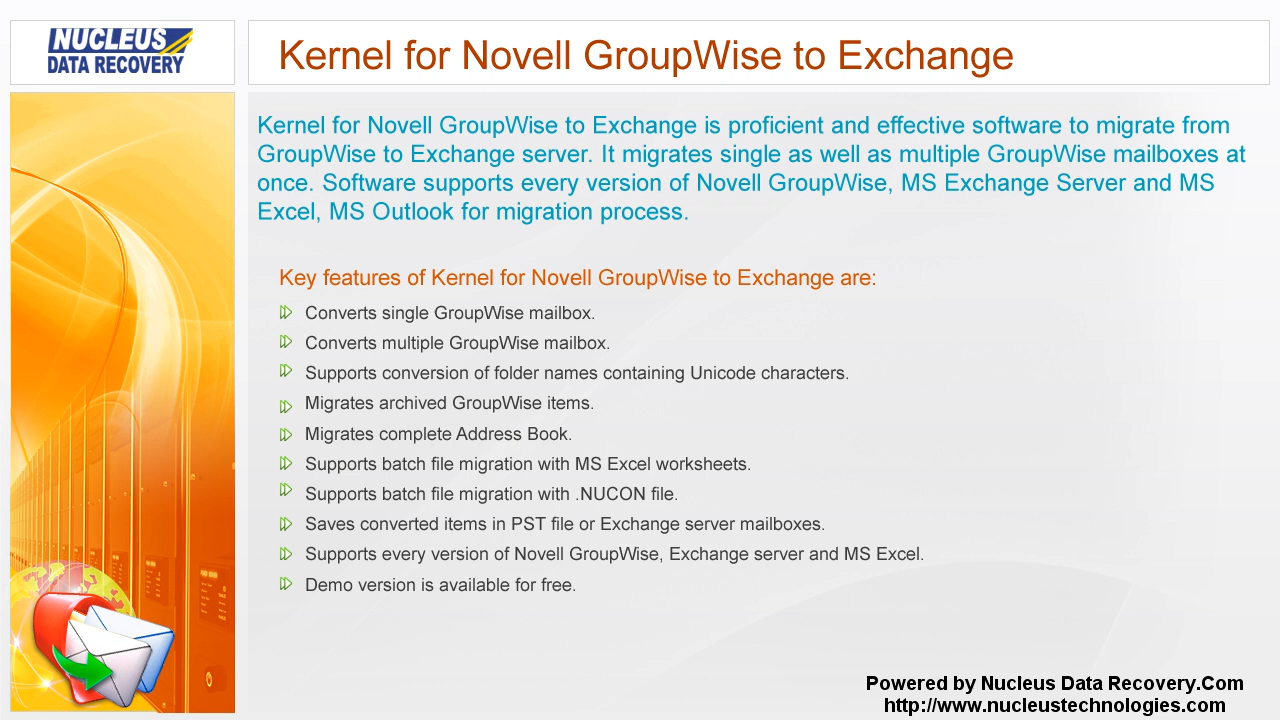 NUCLEUS
DATA RECOVERY
Kernel for Novell GroupWise to Exchange
Kernel for Novell GroupWise to Exchange is proficient and effective software to migrate from
GroupWise to Exchange server. It migrates single as well as multiple GroupWise mailboxes at
once. Software supports every version of Novell GroupWise, MS Exchange Server and MS
Excel, MS Outlook for migration process.
Key features of Kernel for Novell GroupWise to Exchange are:
Converts single GroupWise mailbox.
Converts multiple GroupWise mailbox.
Supports conversion of folder names containing Unicode characters.
Migrates archived GroupWise items.
Migrates complete Address Book.
Supports batch file migration with MS Excel worksheets.
Supports batch file migration with .NUCON file.
Saves converted items in PST file or Exchange server mailboxes.
Supports every version of Novell GroupWise, Exchange server and MS Excel.
Demo version is available for free.
Powered by Nucleus Data Recovery.Com
http://www.nucleustechnologies.com